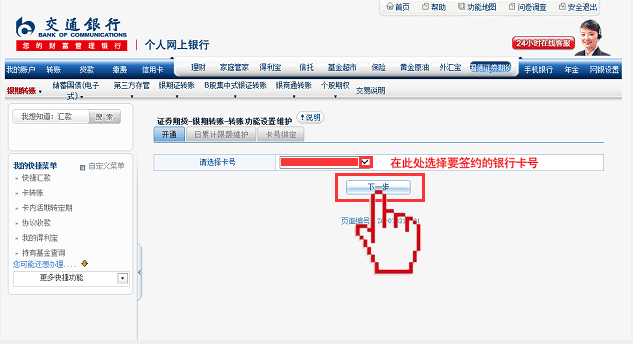 首页 帮助 功能地图 问卷调查 安全退出
交通銀行
BANK OF COMMUNICATIONS
您的财富管理银行
个人网上银行
24小时在线客服
我的账户 转账 贷款 缴费 信用卡 理财 家庭管家 得利宝 信托 基金超市 保险 黄金原油 外汇宝 期货证券期货 手机银行 年金 网银设置
银期转账 储蓄国债(电子式) 第三方存管 银期证转账 B股集中式银证转账 银商通转账 个股期权 交易说明
我想知道：汇款 搜索
证券期货-银期转账-转账功能设置维护 说明
开通 日累计限额维护 卡号绑定
请选择卡号
在此处选择要签约的银行卡号
下一步
页面编号：
我的快捷菜单 自定义菜单
快捷汇款
卡转账
卡内活期转定期
协议收款
我的得利宝
持有基金查询
您可能还想办理....
更多快捷功能